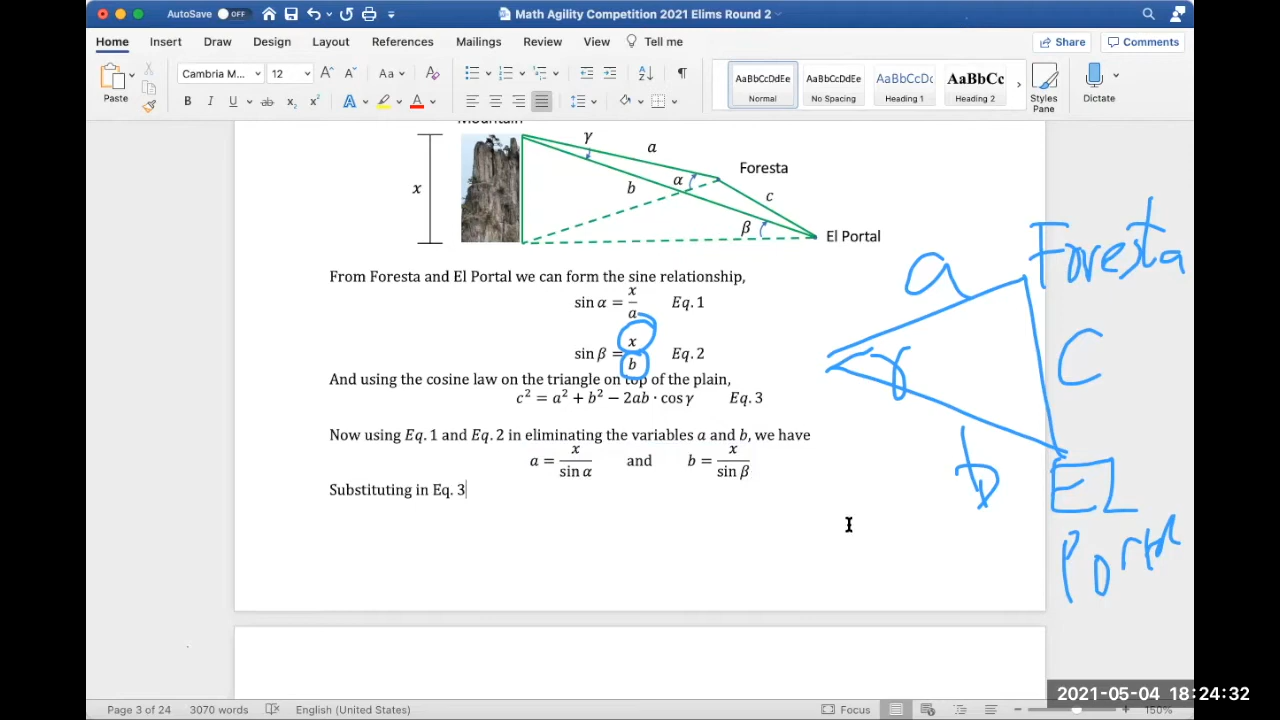 AutoSave OFF
Math Agility Competition 2021 Elims Round 2
Home Insert Draw Design Layout References Mailings Review View Tell me
Share Comments
Paste
Cambria M... 12
AaBbCcDdEe AaBbCcDdEe AaBbCcDc AaBbCc
Normal No Spacing Heading 1 Heading 2
Styles Pane
Dictate
Mountain
γ
a
Foresta
x
α
b
c
β
El Portal
From Foresta and El Portal we can form the sine relationship,
sin α = x/a Eq. 1
sin β = x/b Eq. 2
And using the cosine law on the triangle on top of the plain,
c² = a² + b² − 2ab · cos γ Eq. 3
Now using Eq. 1 and Eq. 2 in eliminating the variables a and b, we have
a = x/sin α and b = x/sin β
Substituting in Eq. 3
Foresta
a
C
γ
b
EL
Portal
2021-05-04 18:24:32
Page 3 of 24 3070 words English (United States) Focus 150%